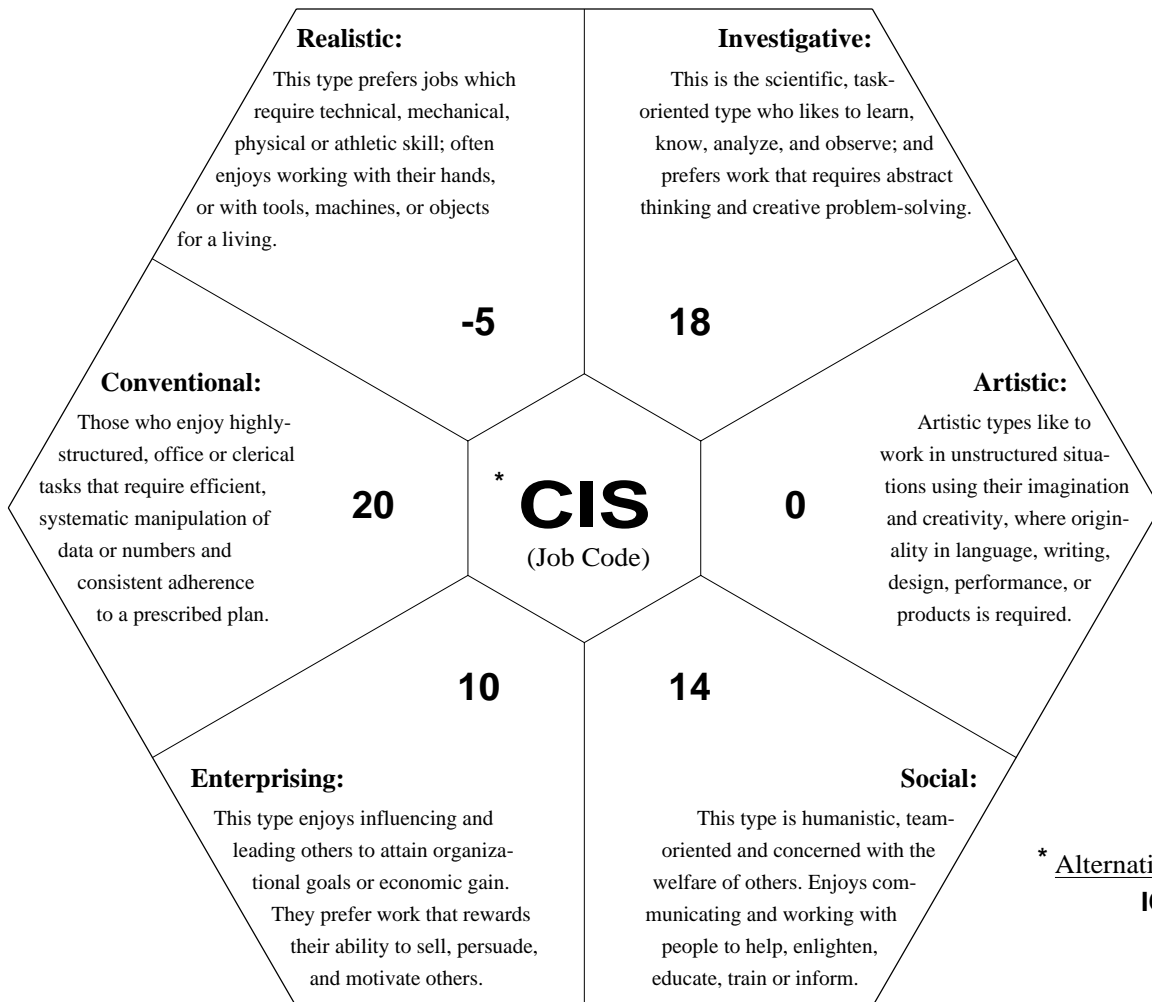 Realistic:
This type prefers jobs which
require technical, mechanical,
physical or athletic skill; often
enjoys working with their hands,
or with tools, machines, or objects
for a living.
-5
Investigative:
This is the scientific, task-
oriented type who likes to learn,
know, analyze, and observe; and
prefers work that requires abstract
thinking and creative problem-solving.
18
Conventional:
Those who enjoy highly-
structured, office or clerical
tasks that require efficient,
systematic manipulation of
data or numbers and
consistent adherence
to a prescribed plan.
20
* CIS
(Job Code)
Artistic:
Artistic types like to
work in unstructured situa-
tions using their imagination
and creativity, where origin-
ality in language, writing,
design, performance, or
products is required.
0
10
Enterprising:
This type enjoys influencing and
leading others to attain organiza-
tional goals or economic gain.
They prefer work that rewards
their ability to sell, persuade,
and motivate others.
14
Social:
This type is humanistic, team-
oriented and concerned with the
welfare of others. Enjoys com-
municating and working with
people to help, enlighten,
educate, train or inform.
*